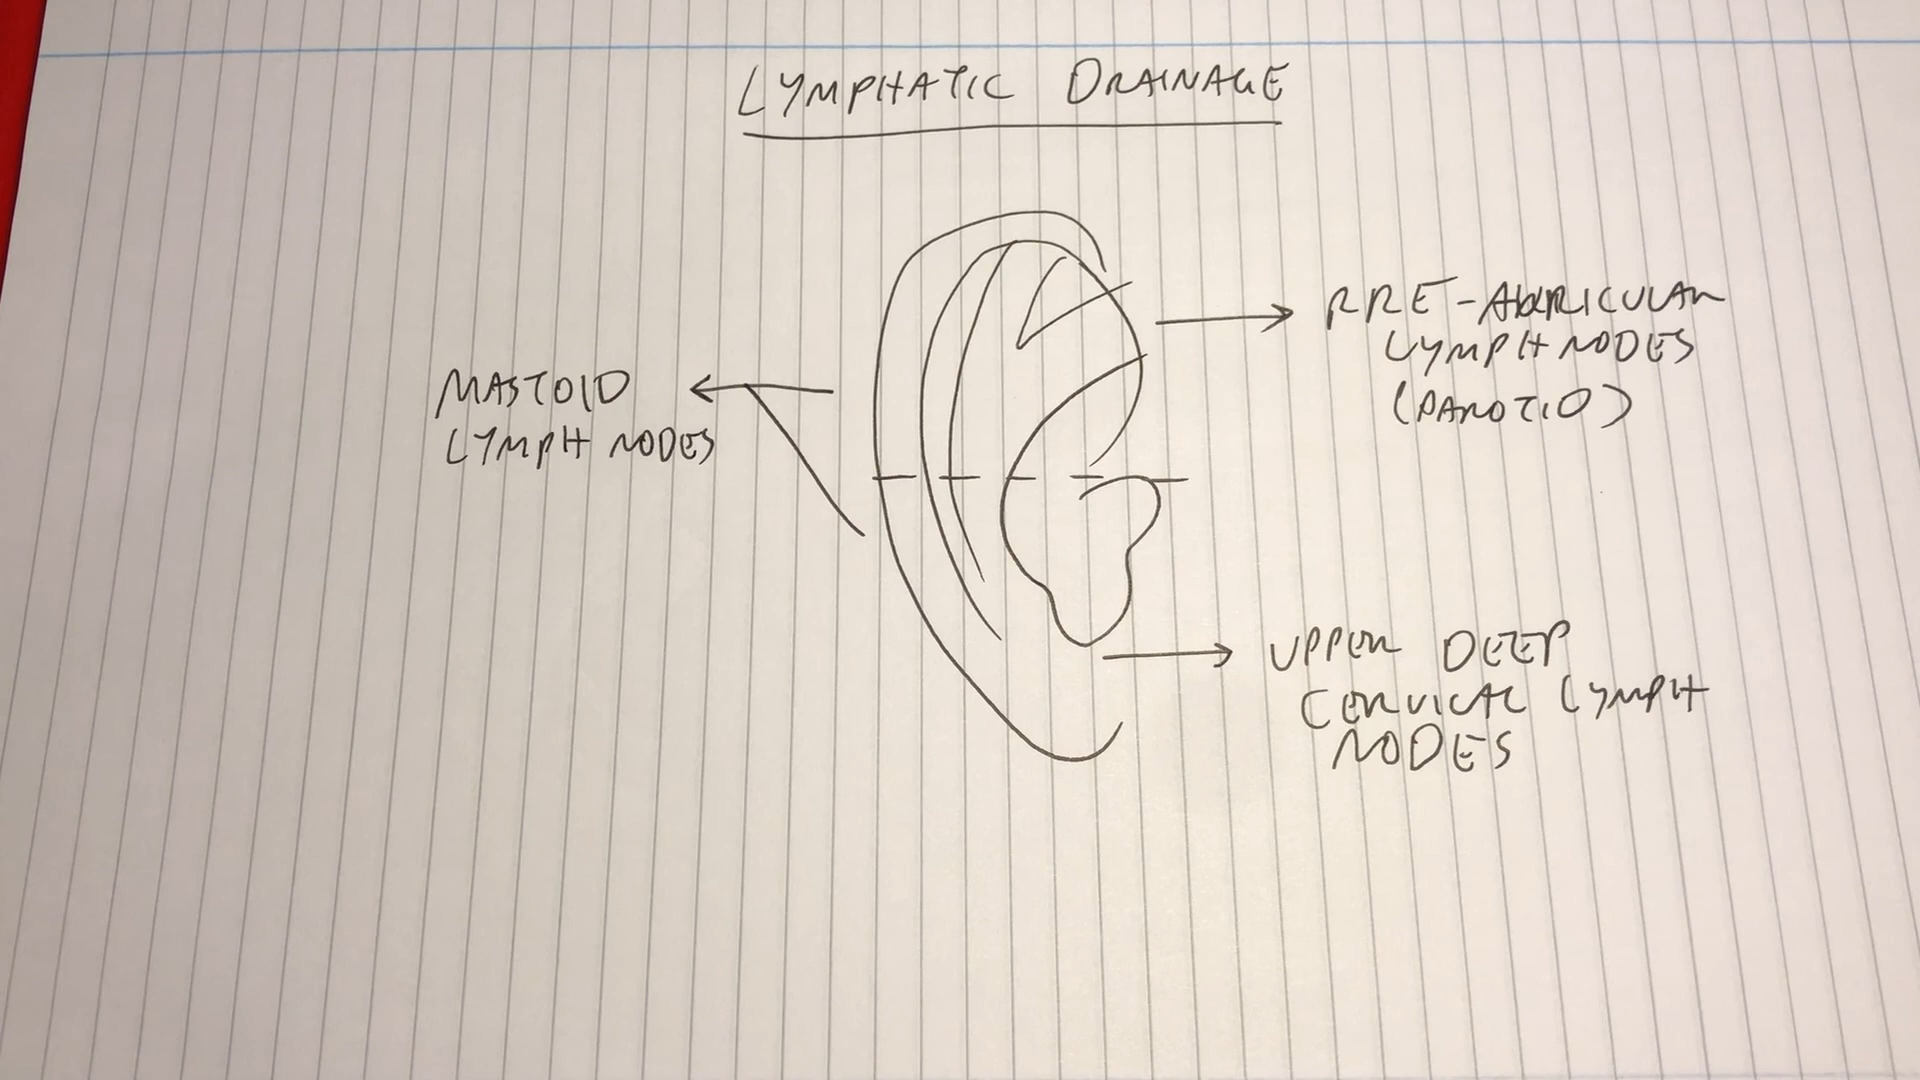 LYMPHATIC DRAINAGE
MASTOID
LYMPH NODES
PRE-AURICULAR
LYMPH NODES
(PAROTID)
UPPER DEEP
CERVICAL LYMPH
NODES